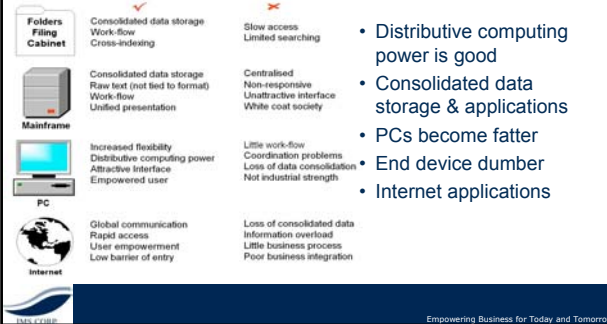 Folders
Filing
Cabinet
Consolidated data storage
Work-flow
Cross-indexing
Slow access
Limited searching
Mainframe
Consolidated data storage
Raw text (not tied to format)
Work-flow
Unified presentation
Centralised
Non-responsive
Unattractive interface
White coat society
PC
Increased flexibility
Distributive computing power
Attractive Interface
Empowered user
Little work-flow
Coordination problems
Loss of data consolidation
Not industrial strength
Internet
Global communication
Rapid access
User empowerment
Low barrier of entry
Loss of consolidated data
Information overload
Little business process
Poor business integration
• Distributive computing
power is good
• Consolidated data
storage & applications
• PCs become fatter
• End device dumber
• Internet applications
IMS CORP
Empowering Business for Today and Tomorro